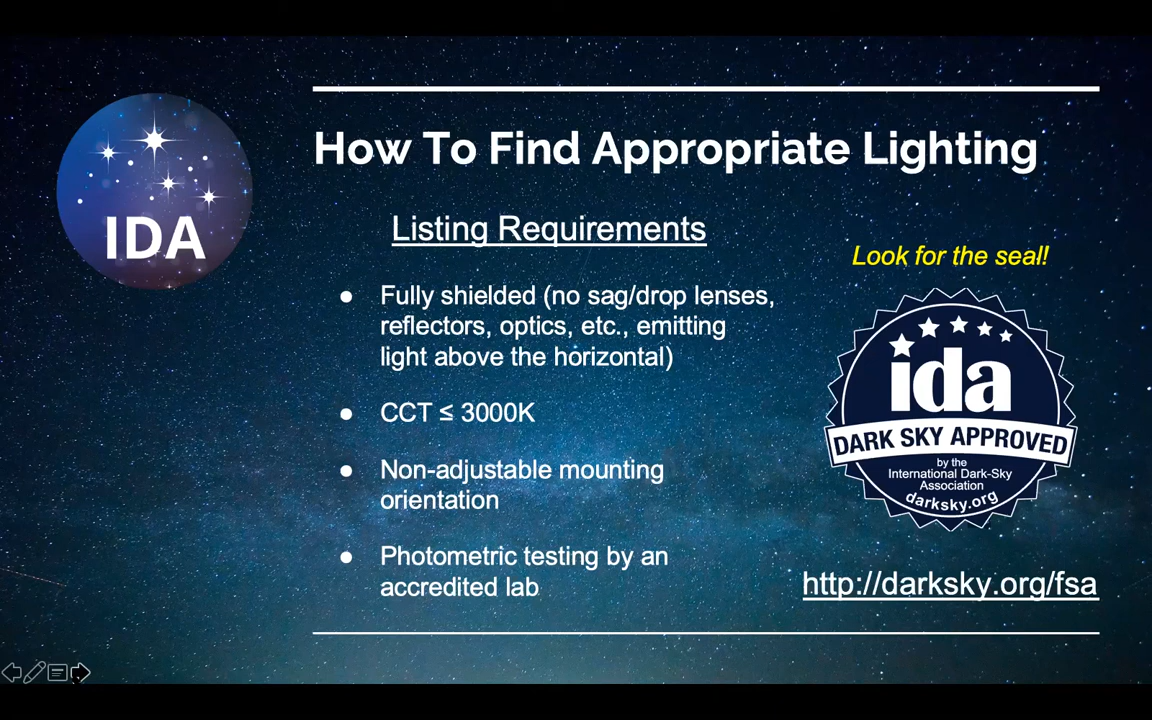 IDA
How To Find Appropriate Lighting
Listing Requirements
● Fully shielded (no sag/drop lenses,
reflectors, optics, etc., emitting
light above the horizontal)
● CCT ≤ 3000K
● Non-adjustable mounting
orientation
● Photometric testing by an
accredited lab
Look for the seal!
ida
DARK SKY APPROVED
by the
International Dark-Sky
Association
darksky.org
http://darksky.org/fsa